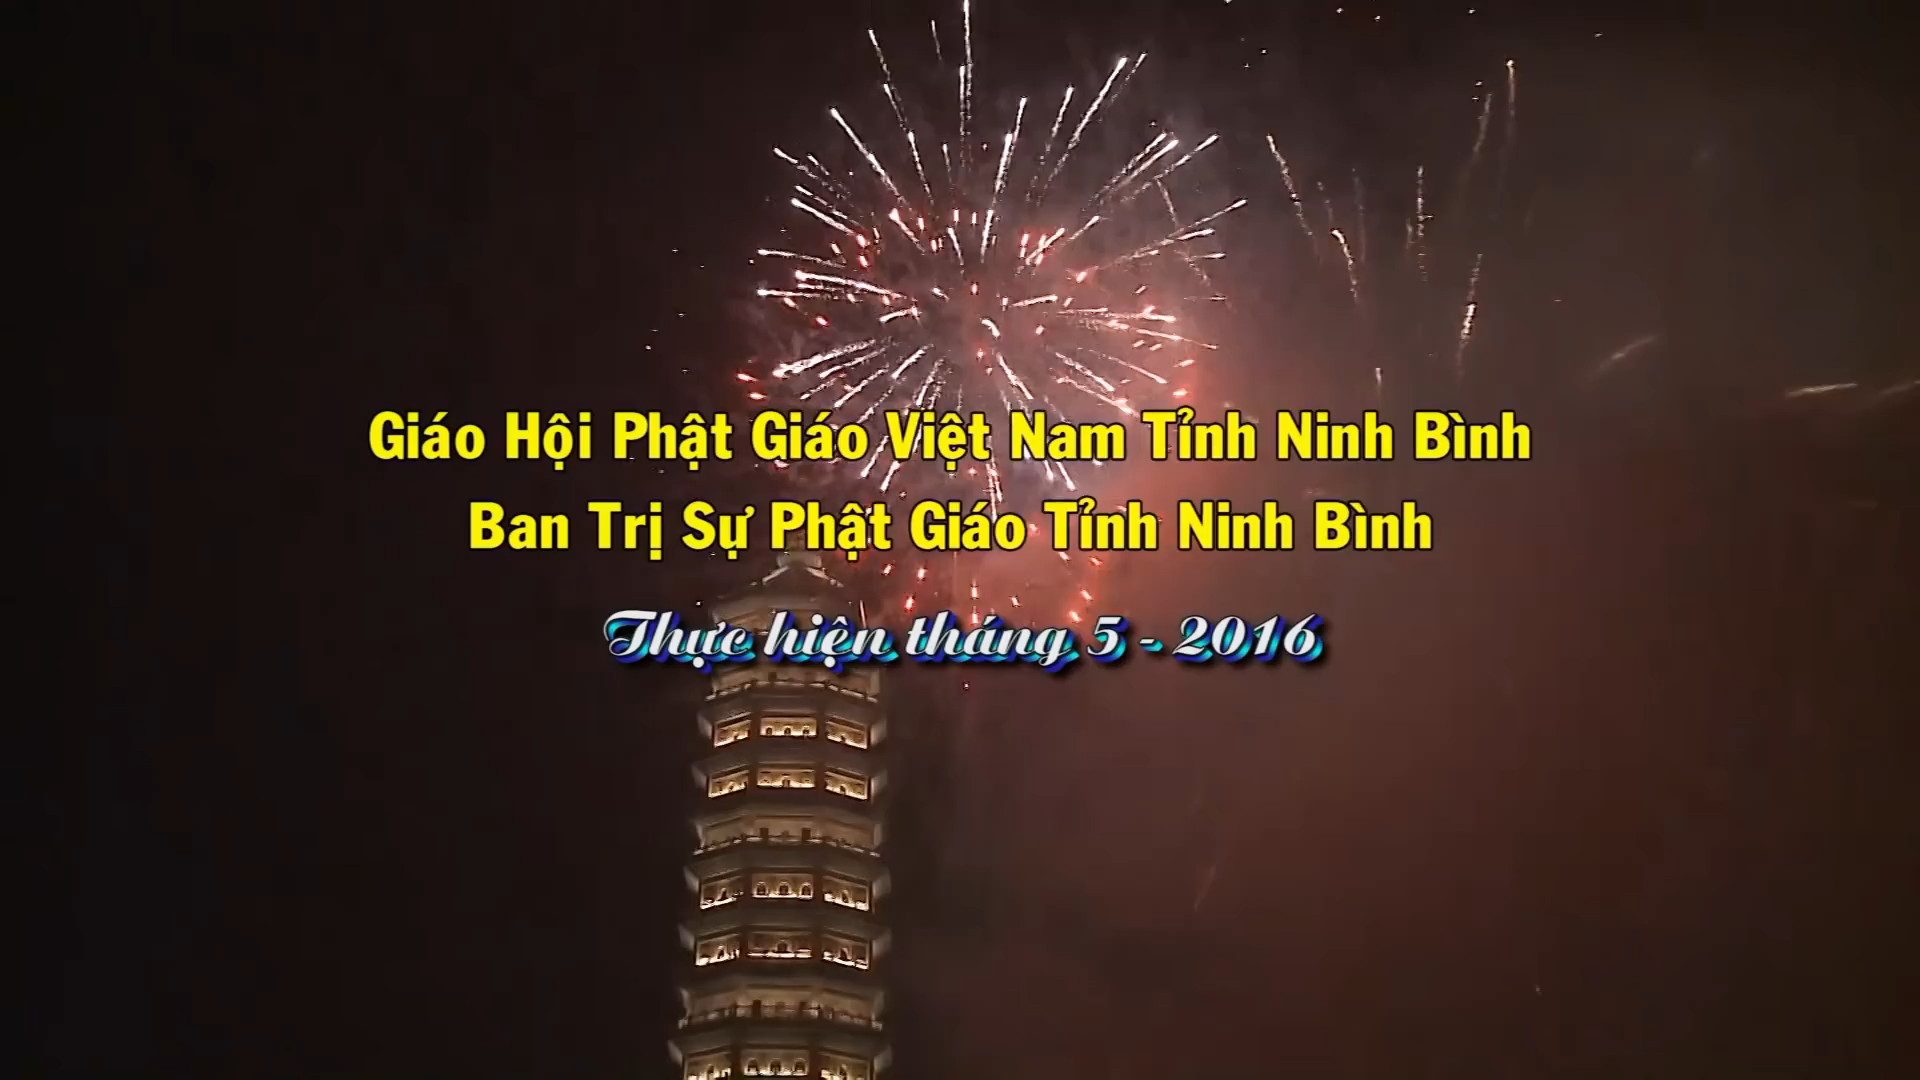 Giáo Hội Phật Giáo Việt Nam Tỉnh Ninh Bình
Ban Trị Sự Phật Giáo Tỉnh Ninh Bình
Thực hiện tháng 5 - 2016